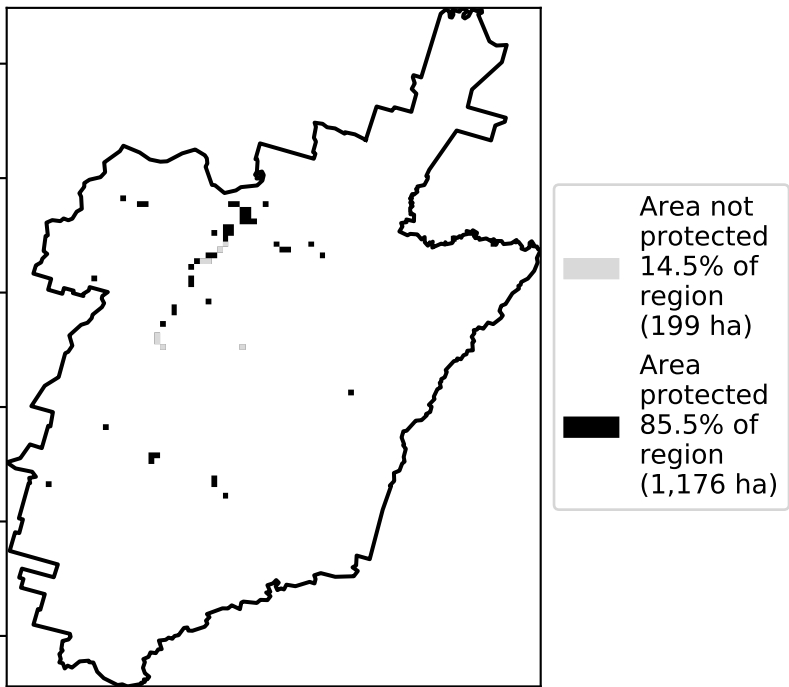 Area not
protected
14.5% of
region
(199 ha)
Area
protected
85.5% of
region
(1,176 ha)